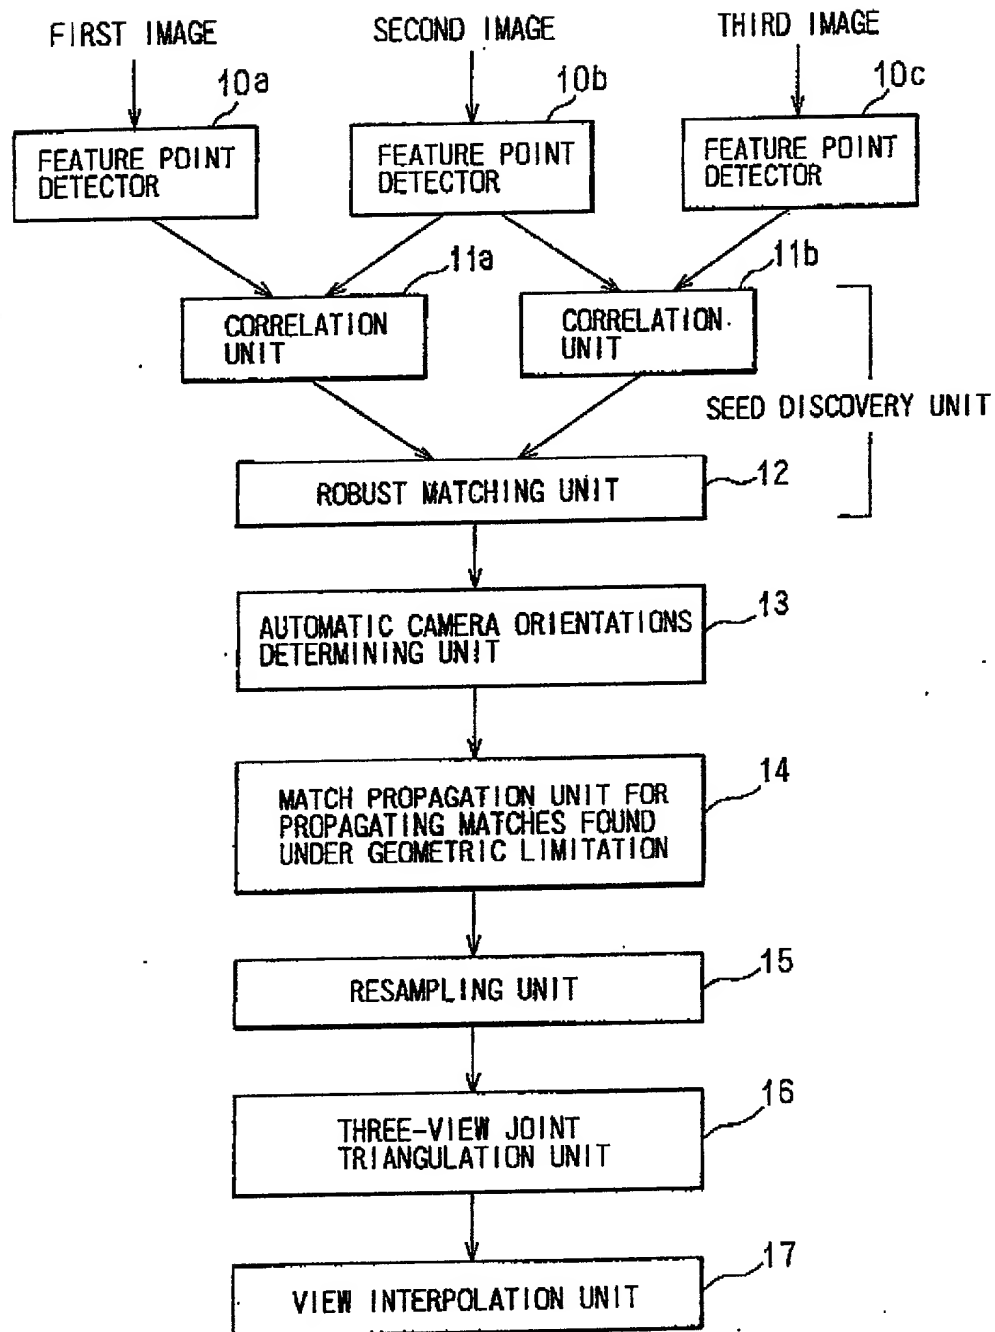 FIRST IMAGE
SECOND IMAGE
THIRD IMAGE
10a
10b
10c
FEATURE POINT
DETECTOR
FEATURE POINT
DETECTOR
FEATURE POINT
DETECTOR
11a
11b
CORRELATION
UNIT
CORRELATION
UNIT
SEED DISCOVERY UNIT
12
ROBUST MATCHING UNIT
13
AUTOMATIC CAMERA ORIENTATIONS
DETERMINING UNIT
14
MATCH PROPAGATION UNIT FOR
PROPAGATING MATCHES FOUND
UNDER GEOMETRIC LIMITATION
15
RESAMPLING UNIT
16
THREE-VIEW JOINT
TRIANGULATION UNIT
17
VIEW INTERPOLATION UNIT